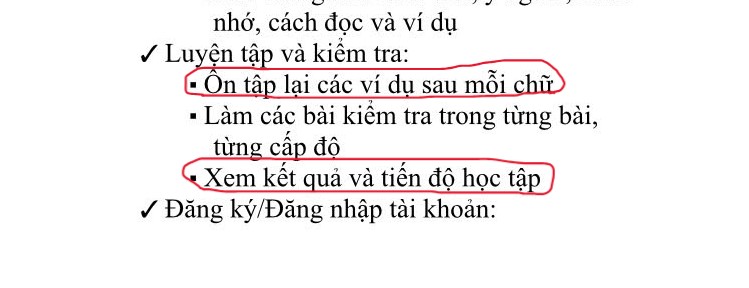 nhớ, cách đọc và ví dụ
✓ Luyện tập và kiểm tra:
▪ Ôn tập lại các ví dụ sau mỗi chữ
▪ Làm các bài kiểm tra trong từng bài,
từng cấp độ
▪ Xem kết quả và tiến độ học tập
✓ Đăng ký/Đăng nhập tài khoản: